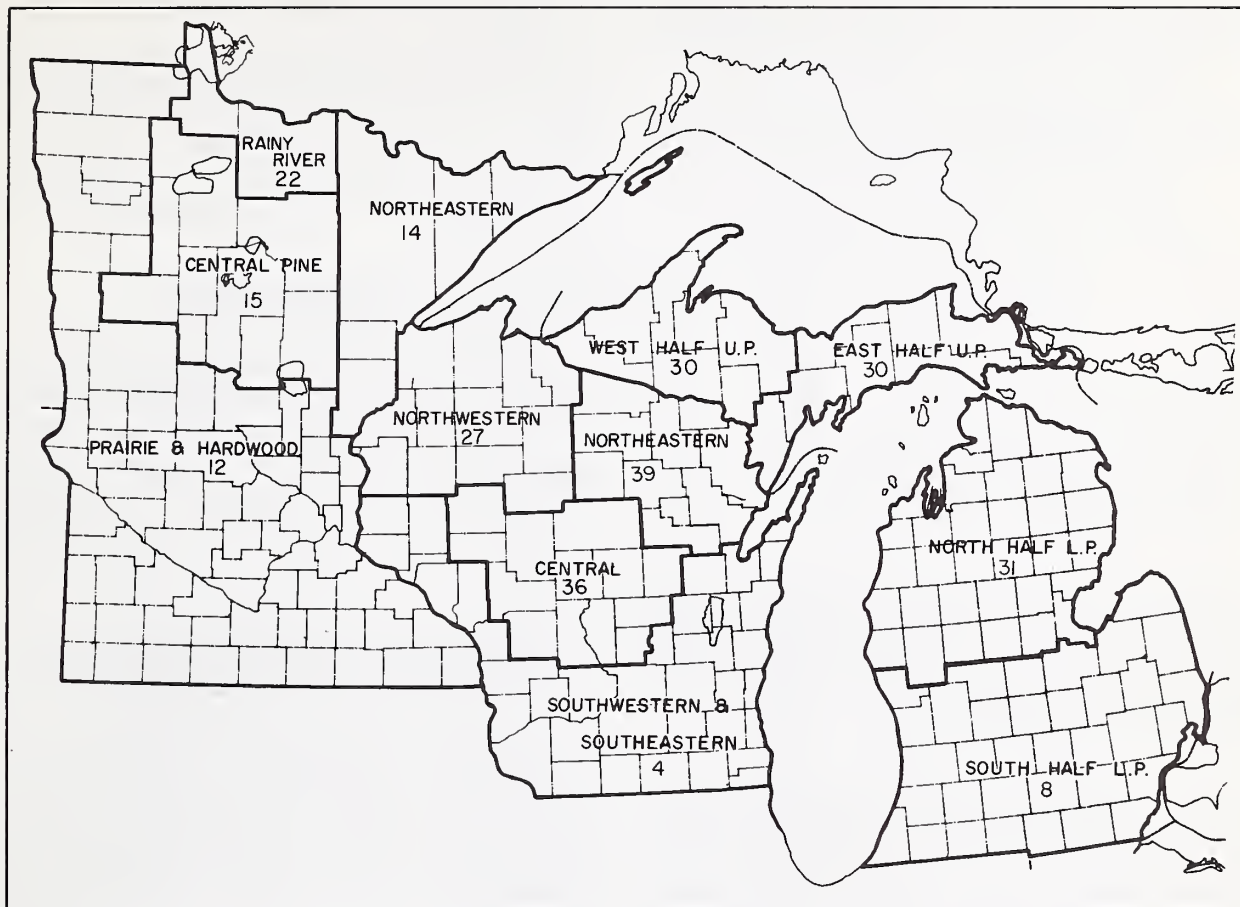 RAINY
RIVER
22
NORTHEASTERN
14
CENTRAL PINE
15
WEST HALF U.P.
30
EAST HALF U.P.
30
NORTHWESTERN
27
NORTHEASTERN
39
PRAIRIE & HARDWOOD
12
NORTH HALF L.P.
31
CENTRAL
36
SOUTHWESTERN &
SOUTHEASTERN
4
SOUTH HALF L.P.
8